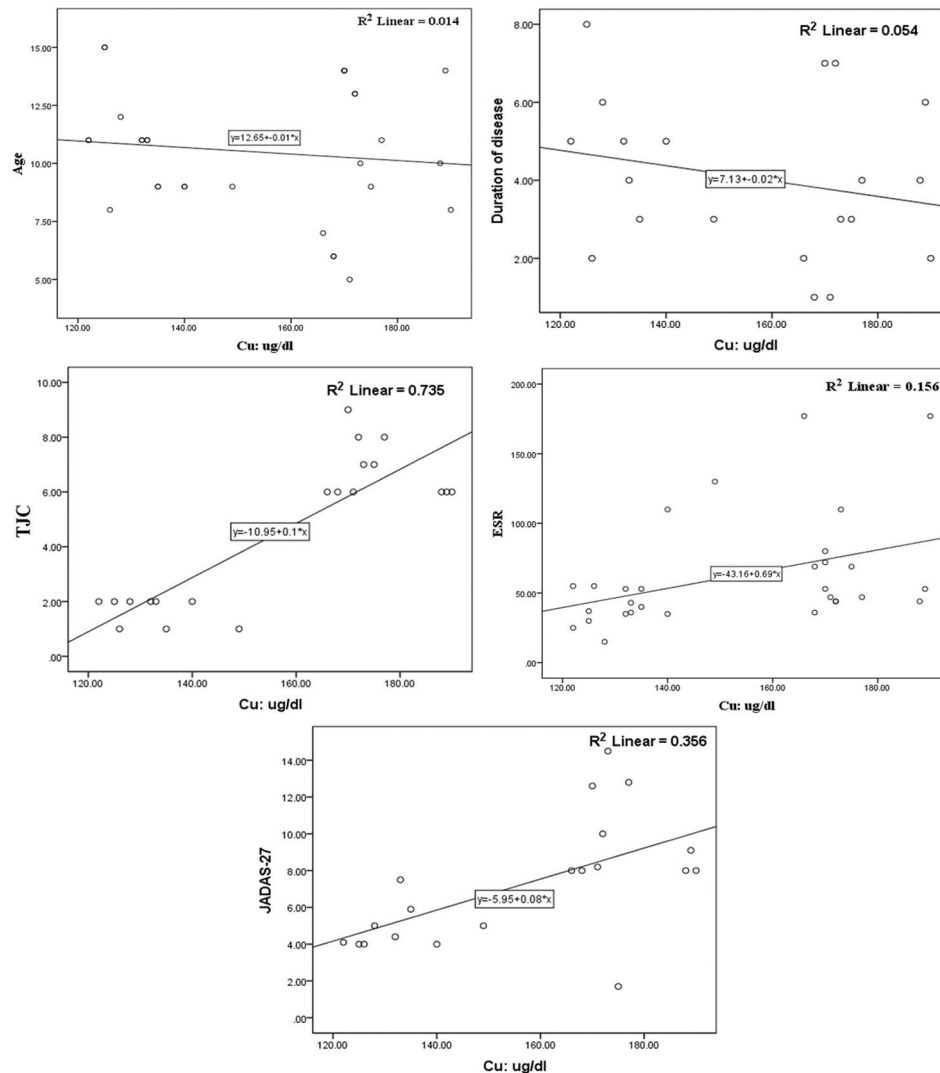 R² Linear = 0.014
15.00
12.50
10.00
7.50
5.00
Age
y=12.65+-0.01*x
120.00 140.00 160.00 180.00
Cu: ug/dl
R² Linear = 0.054
8.00
6.00
4.00
2.00
Duration of disease
y=7.13+-0.02*x
120.00 140.00 160.00 180.00
Cu: ug/dl
R² Linear = 0.735
10.00
8.00
6.00
4.00
2.00
.00
TJC
y=-10.95+0.1*x
120.00 140.00 160.00 180.00
Cu: ug/dl
R² Linear = 0.156
200.00
150.00
100.00
50.00
.00
ESR
y=-43.16+0.69*x
120.00 140.00 160.00 180.00
Cu: ug/dl
R² Linear = 0.356
14.00
12.00
10.00
8.00
6.00
4.00
2.00
.00
JADAS-27
y=-5.95+0.08*x
120.00 140.00 160.00 180.00
Cu: ug/dl